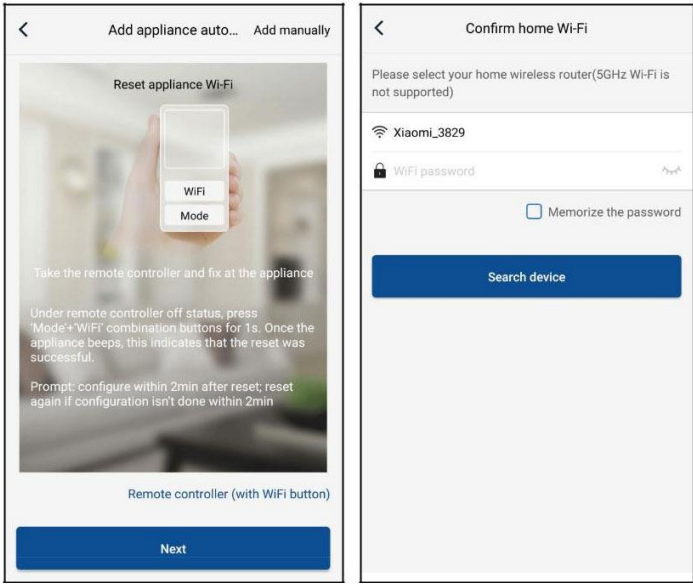 Add appliance auto... Add manually
Reset appliance Wi-Fi
WiFi
Mode
Take the remote controller and fix at the appliance
Under remote controller off status, press
'Mode'+'WiFi' combination buttons for 1s. Once the
appliance beeps, this indicates that the reset was
successful.
Prompt: configure within 2min after reset; reset
again if configuration isn't done within 2min
Remote controller (with WiFi button)
Next
Confirm home Wi-Fi
Please select your home wireless router(5GHz Wi-Fi is
not supported)
Xiaomi_3829
WiFi password
Memorize the password
Search device